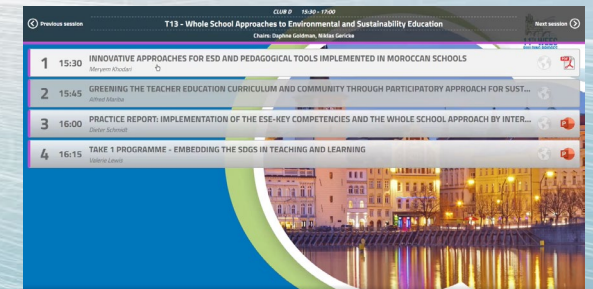 CLUB D 15:30 - 17:00
Previous session
T13 - Whole School Approaches to Environmental and Sustainability Education
Next session
Chairs: Daphne Goldman, Niklas Gericke
1 15:30 INNOVATIVE APPROACHES FOR ESD AND PEDAGOGICAL TOOLS IMPLEMENTED IN MOROCCAN SCHOOLS
Meryem Khodari
2 15:45 GREENING THE TEACHER EDUCATION CURRICULUM AND COMMUNITY THROUGH PARTICIPATORY APPROACH FOR SUST...
Alfred Masika
3 16:00 PRACTICE REPORT: IMPLEMENTATION OF THE ESE-KEY COMPETENCIES AND THE WHOLE SCHOOL APPROACH BY INTER...
Dieter Schmidt
4 16:15 TAKE 1 PROGRAMME - EMBEDDING THE SDGS IN TEACHING AND LEARNING
Valerie Lewis